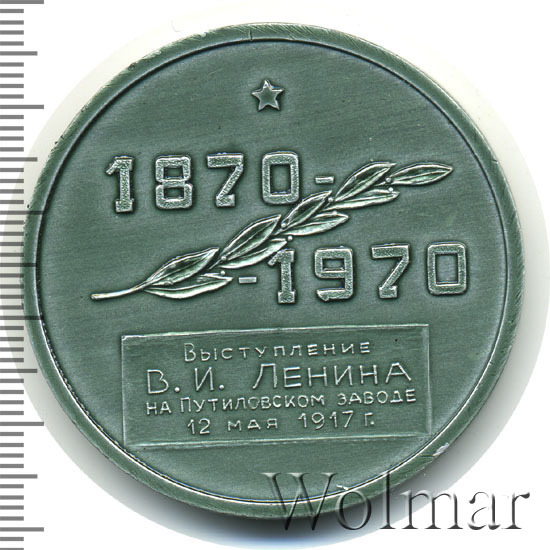 1870-
-1970
Выступление
В. И. Ленина
на Путиловском заводе
12 мая 1917 г.
Wolmar